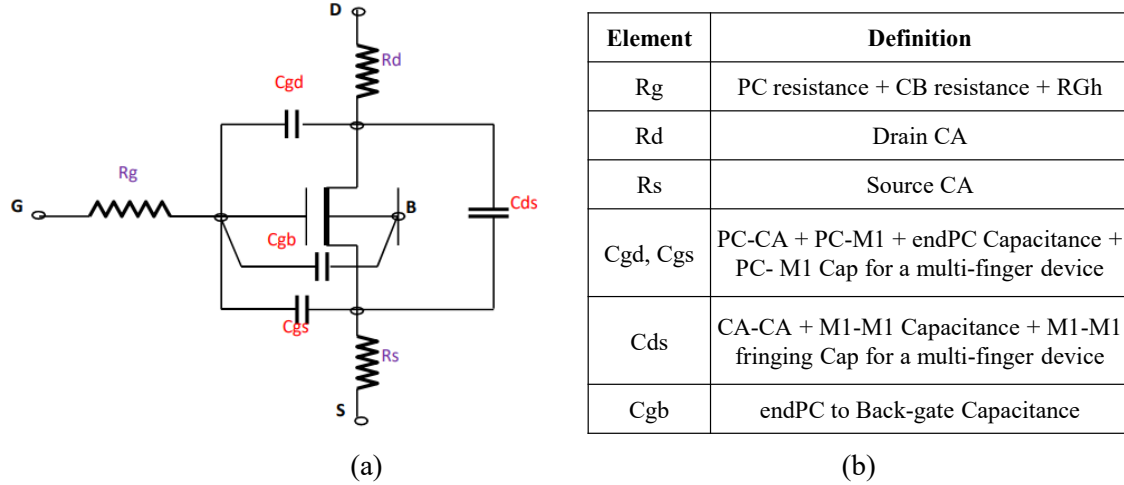 D
Rd
Cgd
Rg
G
B
Cds
Cgb
Cgs
Rs
S
(a)
Element Definition
Rg PC resistance + CB resistance + RGh
Rd Drain CA
Rs Source CA
Cgd, Cgs PC-CA + PC-M1 + endPC Capacitance +
PC- M1 Cap for a multi-finger device
Cds CA-CA + M1-M1 Capacitance + M1-M1
fringing Cap for a multi-finger device
Cgb endPC to Back-gate Capacitance
(b)